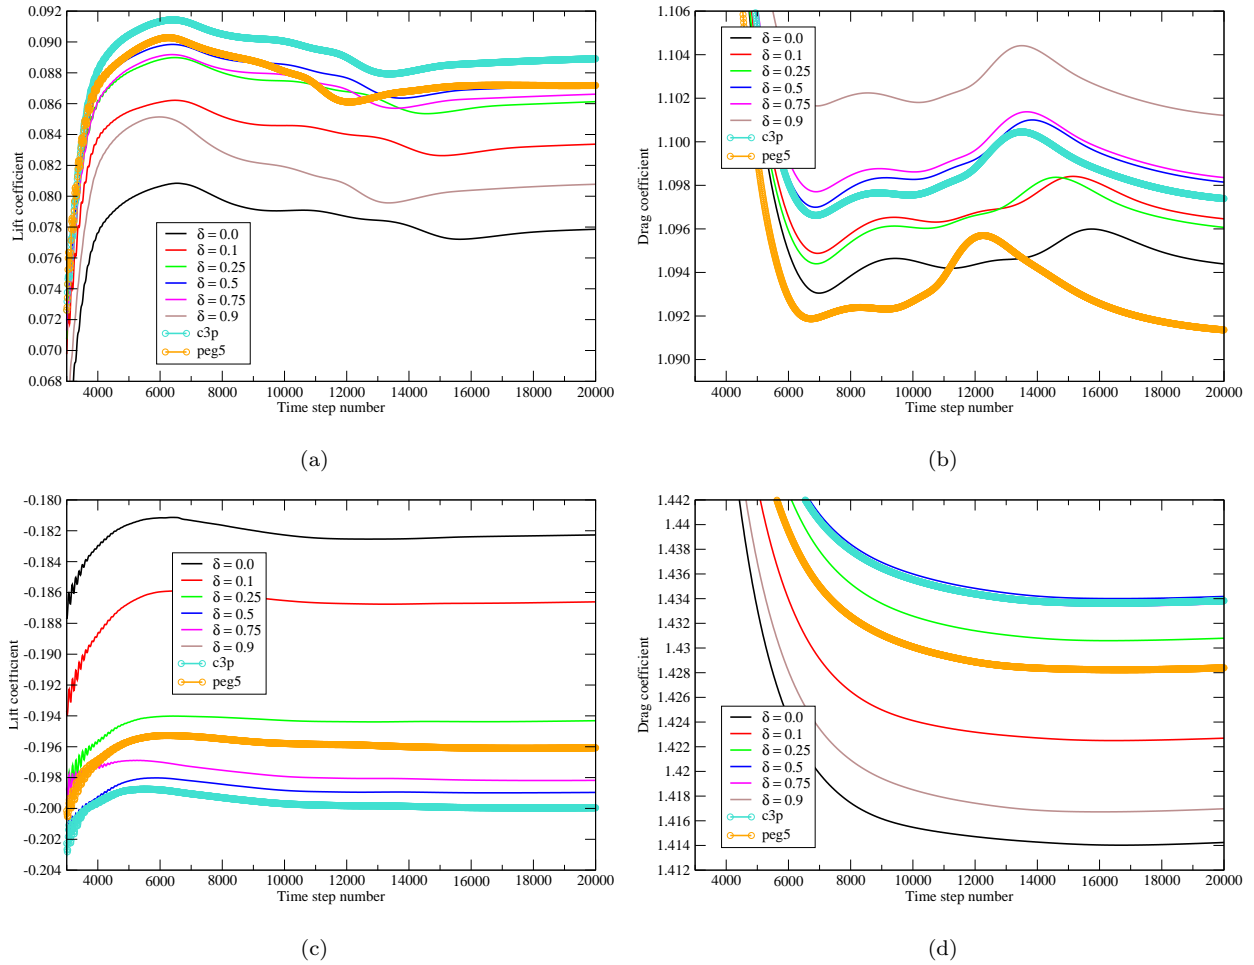 0.092
0.090
0.088
0.086
0.084
0.082
0.080
0.078
0.076
0.074
0.072
0.070
0.068
Lift coefficient
4000 6000 8000 10000 12000 14000 16000 18000 20000
Time step number
δ = 0.0
δ = 0.1
δ = 0.25
δ = 0.5
δ = 0.75
δ = 0.9
c3p
peg5
(a)
1.106
1.104
1.102
1.100
1.098
1.096
1.094
1.092
1.090
Drag coefficient
4000 6000 8000 10000 12000 14000 16000 18000 20000
Time step number
δ = 0.0
δ = 0.1
δ = 0.25
δ = 0.5
δ = 0.75
δ = 0.9
c3p
peg5
(b)
-0.180
-0.182
-0.184
-0.186
-0.188
-0.190
-0.192
-0.194
-0.196
-0.198
-0.200
-0.202
-0.204
Lift coefficient
4000 6000 8000 10000 12000 14000 16000 18000 20000
Time step number
δ = 0.0
δ = 0.1
δ = 0.25
δ = 0.5
δ = 0.75
δ = 0.9
c3p
peg5
(c)
1.442
1.44
1.438
1.436
1.434
1.432
1.43
1.428
1.426
1.424
1.422
1.42
1.418
1.416
1.414
1.412
Drag coefficient
4000 6000 8000 10000 12000 14000 16000 18000 20000
Time step number
δ = 0.0
δ = 0.1
δ = 0.25
δ = 0.5
δ = 0.75
δ = 0.9
c3p
peg5
(d)